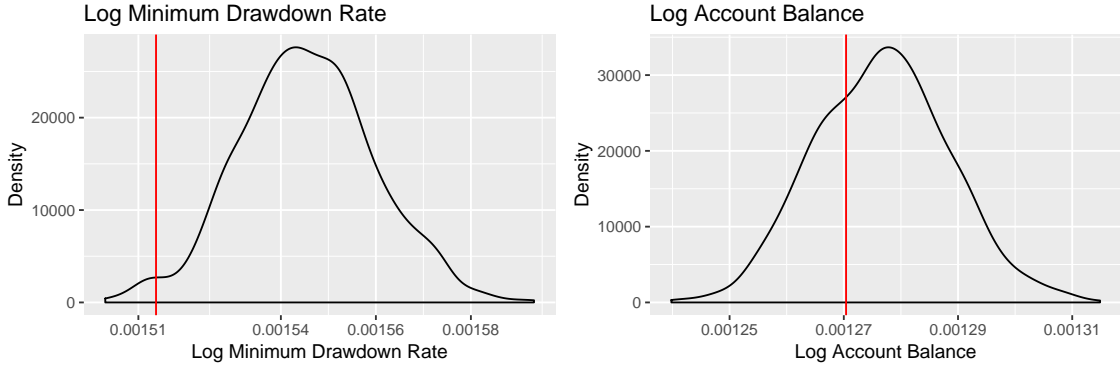 Log Minimum Drawdown Rate
Density
20000
10000
0
0.00151 0.00154 0.00156 0.00158
Log Minimum Drawdown Rate
Log Account Balance
Density
30000
20000
10000
0
0.00125 0.00127 0.00129 0.00131
Log Account Balance